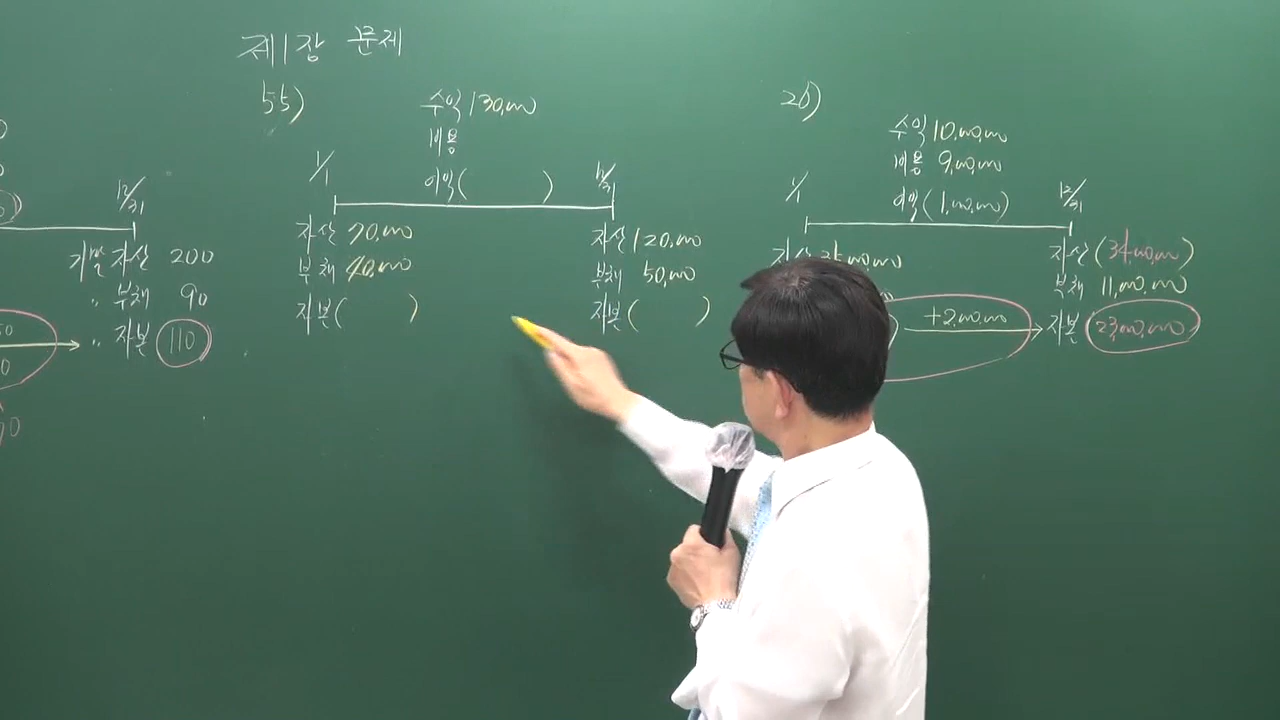 제1장 문제
55)
수익 130,000
비용
이익( )
1/1
12/31
자산 70,000
부채 40,000
자본( )
자산 120,000
부채 50,000
자본( )
26)
수익 10,000,000
비용 9,000,000
이익(1,000,000)
1/1
12/31
+2,000,000
자산(34,000,000)
부채 11,000,000
자본 23,000,000
12/31
기말 자산 200
〃 부채 90
〃 자본 110